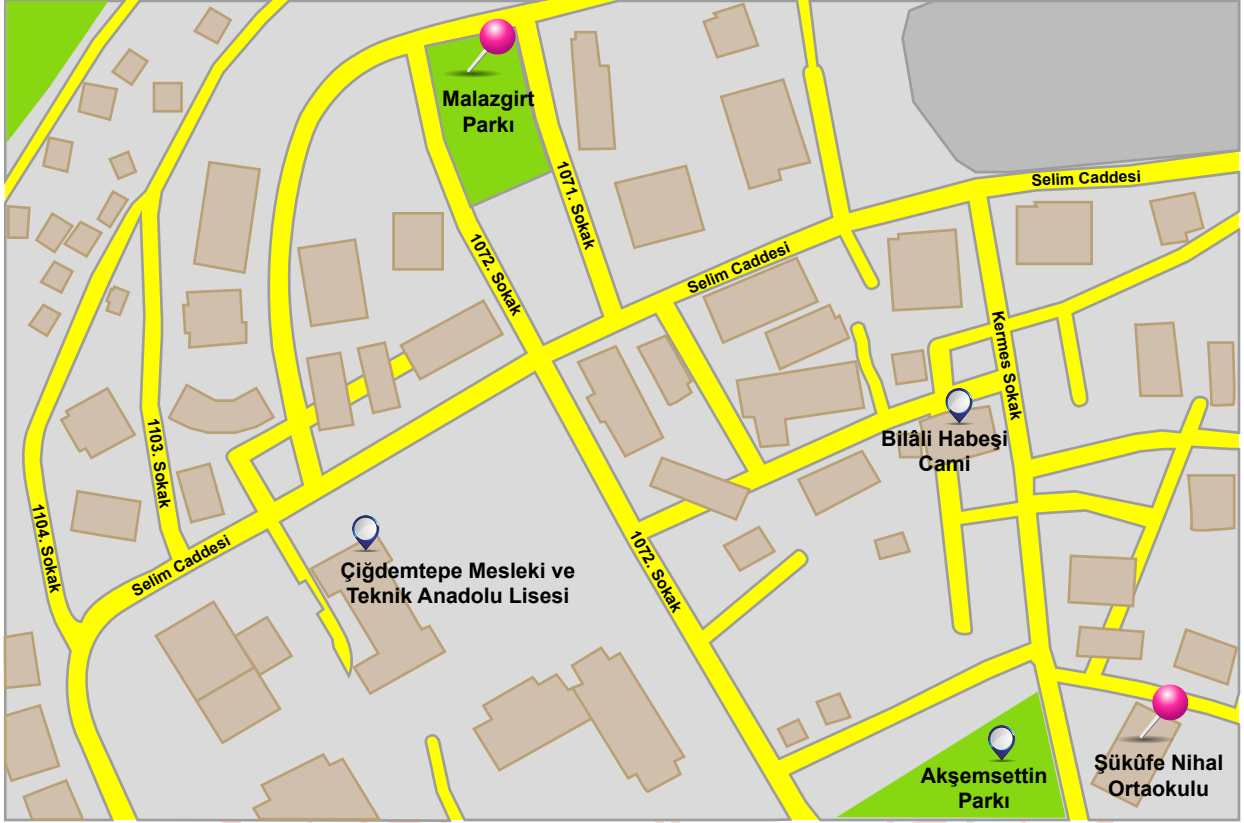 Malazgirt
Parkı
1071. Sokak
Selim Caddesi
1072. Sokak
Selim Caddesi
Kermes Sokak
Bilâli Habeşi
Cami
1103. Sokak
1104. Sokak
Selim Caddesi
Çiğdemtepe Mesleki ve
Teknik Anadolu Lisesi
1072. Sokak
Akşemsettin
Parkı
Şükûfe Nihal
Ortaokulu